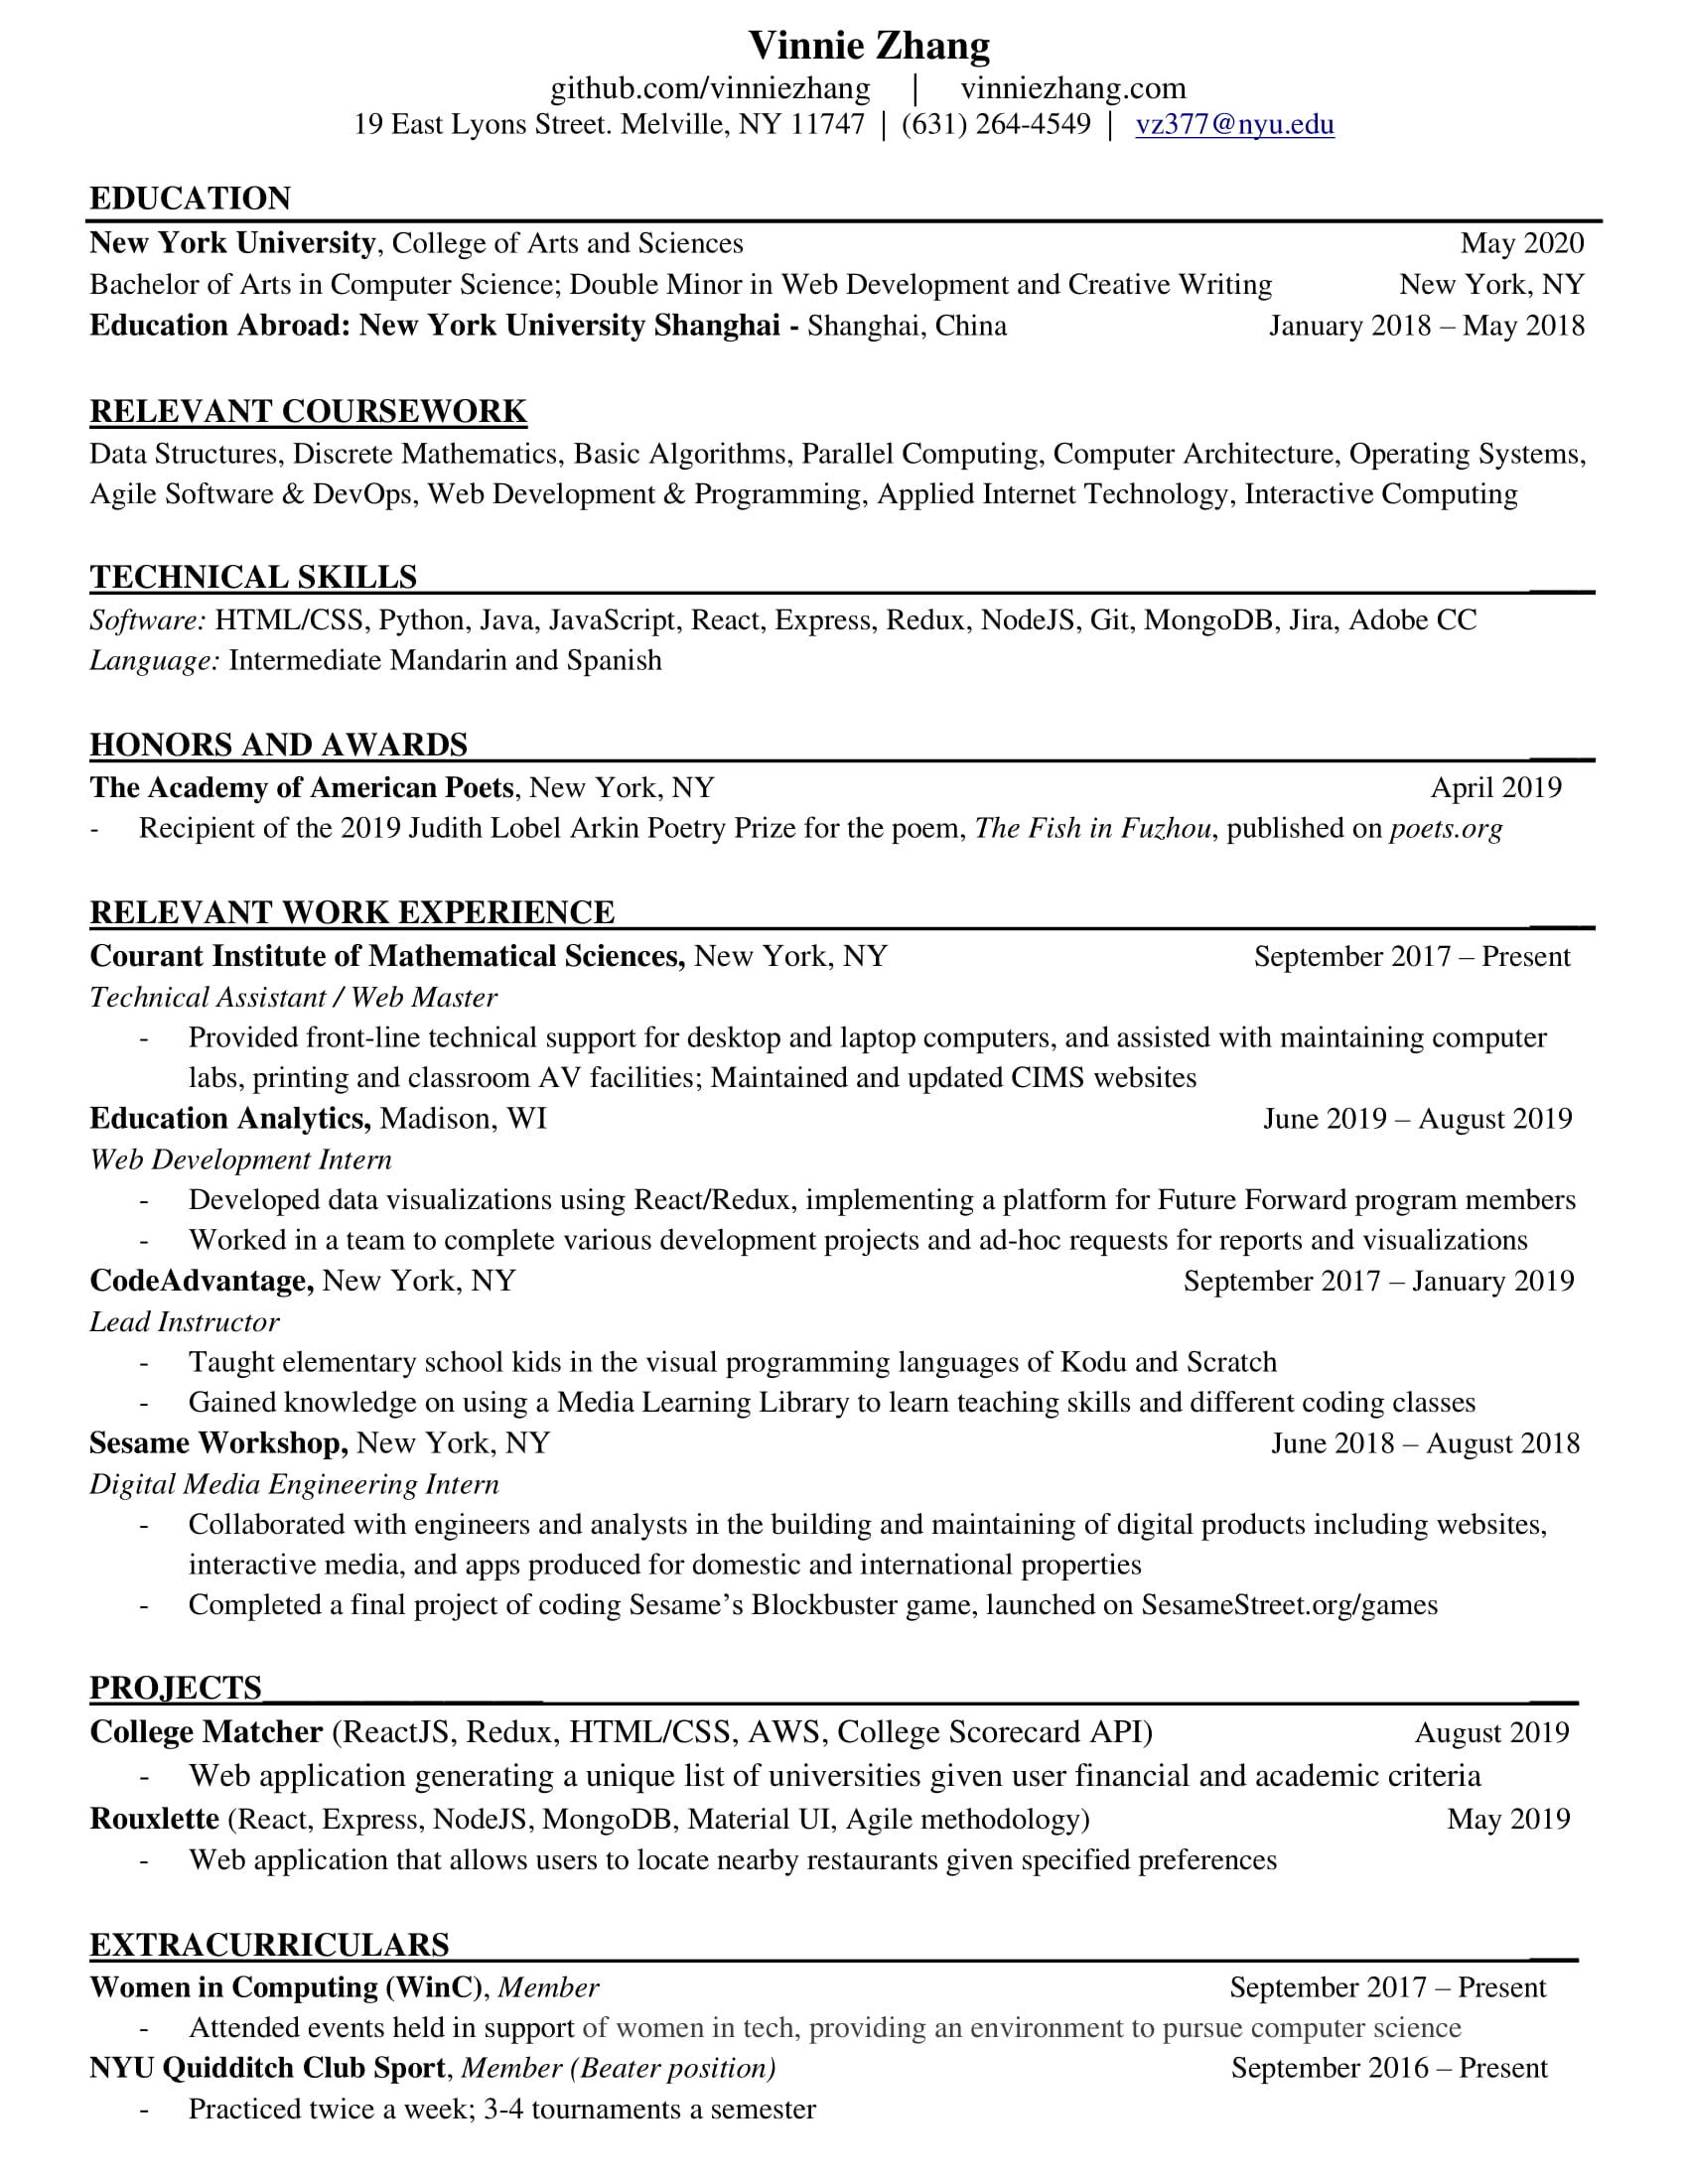 Vinnie Zhang
github.com/vinniezhang | vinniezhang.com
19 East Lyons Street. Melville, NY 11747 | (631) 264-4549 | vz377@nyu.edu
EDUCATION
New York University, College of Arts and Sciences May 2020
Bachelor of Arts in Computer Science; Double Minor in Web Development and Creative Writing New York, NY
Education Abroad: New York University Shanghai - Shanghai, China January 2018 – May 2018
RELEVANT COURSEWORK
Data Structures, Discrete Mathematics, Basic Algorithms, Parallel Computing, Computer Architecture, Operating Systems,
Agile Software & DevOps, Web Development & Programming, Applied Internet Technology, Interactive Computing
TECHNICAL SKILLS
Software: HTML/CSS, Python, Java, JavaScript, React, Express, Redux, NodeJS, Git, MongoDB, Jira, Adobe CC
Language: Intermediate Mandarin and Spanish
HONORS AND AWARDS
The Academy of American Poets, New York, NY April 2019
- Recipient of the 2019 Judith Lobel Arkin Poetry Prize for the poem, The Fish in Fuzhou, published on poets.org
RELEVANT WORK EXPERIENCE
Courant Institute of Mathematical Sciences, New York, NY September 2017 – Present
Technical Assistant / Web Master
- Provided front-line technical support for desktop and laptop computers, and assisted with maintaining computer
labs, printing and classroom AV facilities; Maintained and updated CIMS websites
Education Analytics, Madison, WI June 2019 – August 2019
Web Development Intern
- Developed data visualizations using React/Redux, implementing a platform for Future Forward program members
- Worked in a team to complete various development projects and ad-hoc requests for reports and visualizations
CodeAdvantage, New York, NY September 2017 – January 2019
Lead Instructor
- Taught elementary school kids in the visual programming languages of Kodu and Scratch
- Gained knowledge on using a Media Learning Library to learn teaching skills and different coding classes
Sesame Workshop, New York, NY June 2018 – August 2018
Digital Media Engineering Intern
- Collaborated with engineers and analysts in the building and maintaining of digital products including websites,
interactive media, and apps produced for domestic and international properties
- Completed a final project of coding Sesame’s Blockbuster game, launched on SesameStreet.org/games
PROJECTS
College Matcher (ReactJS, Redux, HTML/CSS, AWS, College Scorecard API) August 2019
- Web application generating a unique list of universities given user financial and academic criteria
Rouxlette (React, Express, NodeJS, MongoDB, Material UI, Agile methodology) May 2019
- Web application that allows users to locate nearby restaurants given specified preferences
EXTRACURRICULARS
Women in Computing (WinC), Member September 2017 – Present
- Attended events held in support of women in tech, providing an environment to pursue computer science
NYU Quidditch Club Sport, Member (Beater position) September 2016 – Present
- Practiced twice a week; 3-4 tournaments a semester